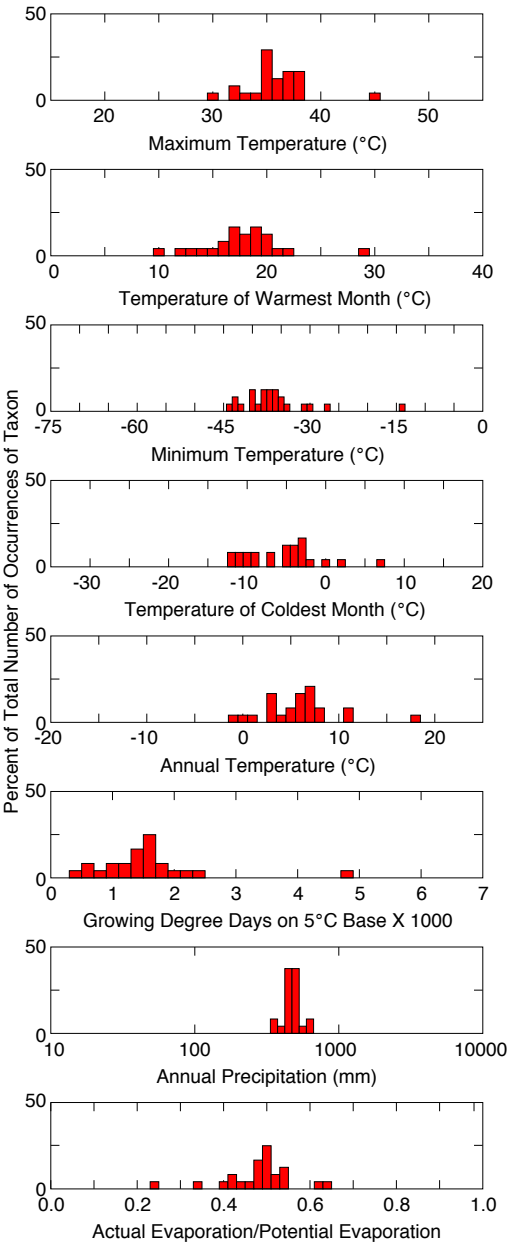 Percent of Total Number of Occurrences of Taxon
50
0
20 30 40 50
Maximum Temperature (°C)
50
0
0 10 20 30 40
Temperature of Warmest Month (°C)
50
0
-75 -60 -45 -30 -15 0
Minimum Temperature (°C)
50
0
-30 -20 -10 0 10 20
Temperature of Coldest Month (°C)
50
0
-20 -10 0 10 20
Annual Temperature (°C)
50
0
0 1 2 3 4 5 6 7
Growing Degree Days on 5°C Base X 1000
50
0
10 100 1000 10000
Annual Precipitation (mm)
50
0
0.0 0.2 0.4 0.6 0.8 1.0
Actual Evaporation/Potential Evaporation